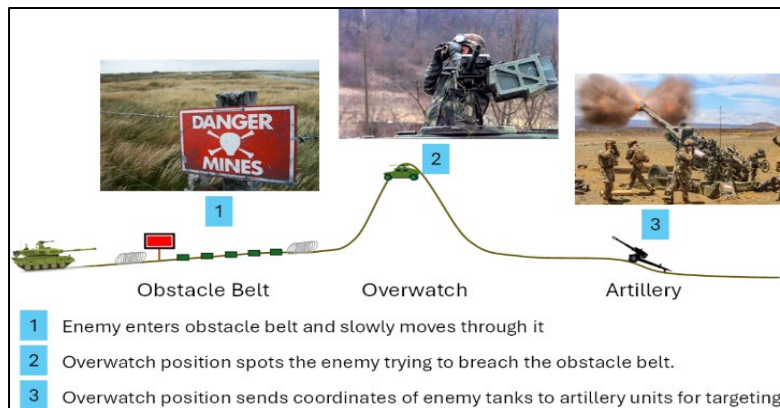 DANGER
MINES
2
1
3
Obstacle Belt Overwatch Artillery
1 Enemy enters obstacle belt and slowly moves through it
2 Overwatch position spots the enemy trying to breach the obstacle belt.
3 Overwatch position sends coordinates of enemy tanks to artillery units for targeting